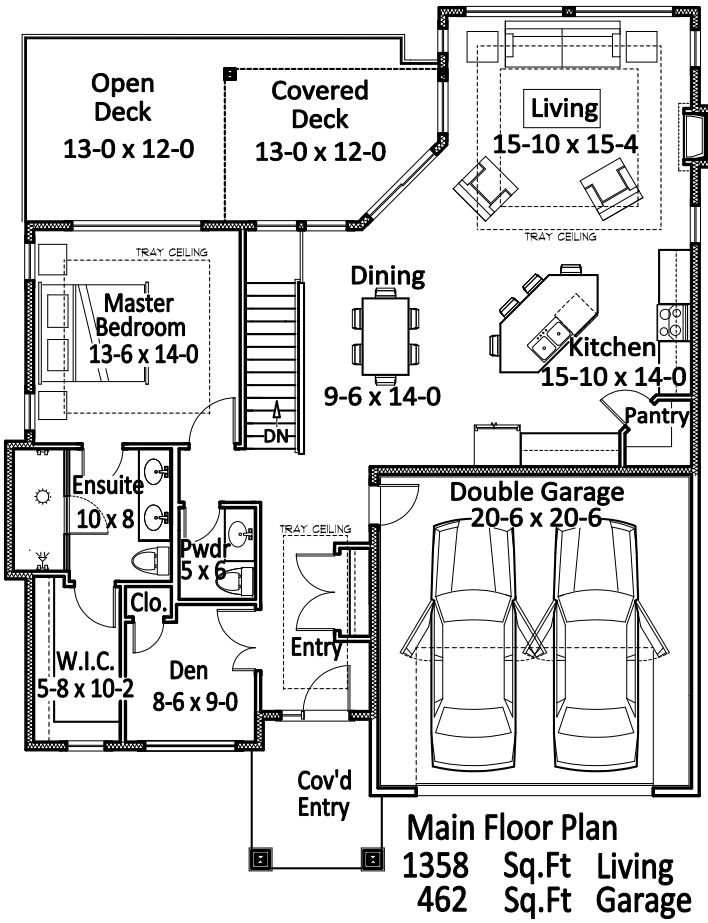 Open
Deck
13-0 x 12-0
Covered
Deck
13-0 x 12-0
Living
15-10 x 15-4
TRAY CEILING
TRAY CEILING
Master
Bedroom
13-6 x 14-0
Dining
9-6 x 14-0
Kitchen
15-10 x 14-0
Pantry
DN
Ensuite
10 x 8
Double Garage
20-6 x 20-6
TRAY CEILING
Pwdr
5 x 6
Clo.
Entry
W.I.C.
5-8 x 10-2
Den
8-6 x 9-0
Cov'd
Entry
Main Floor Plan
1358 Sq.Ft Living
462 Sq.Ft Garage